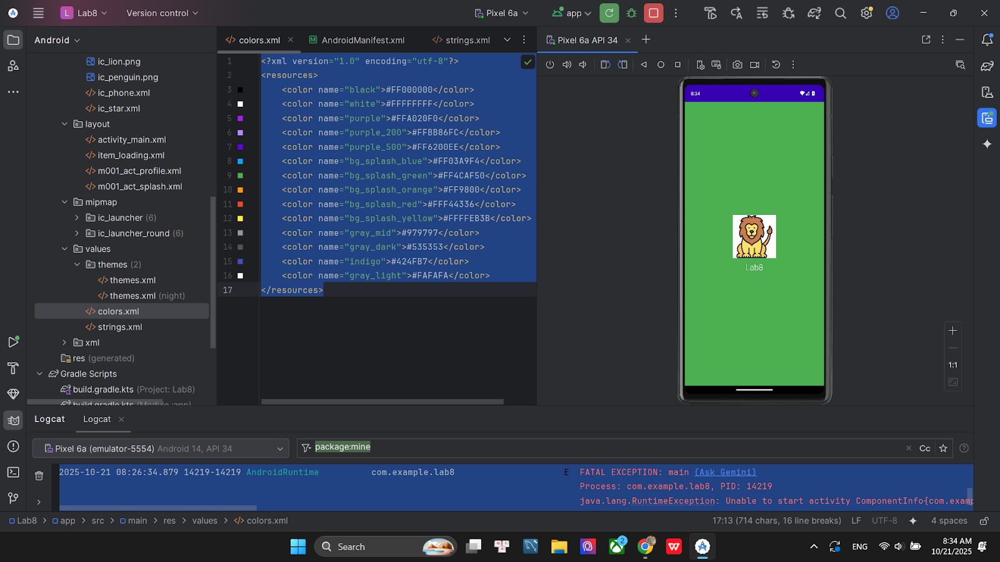 L Lab8 Version control Pixel 6a app
Android
ic_lion.png
ic_penguin.png
ic_phone.xml
ic_star.xml
layout
activity_main.xml
item_loading.xml
m001_act_profile.xml
m001_act_splash.xml
mipmap
ic_launcher (6)
ic_launcher_round (6)
values
themes (2)
themes.xml
themes.xml (night)
colors.xml
strings.xml
xml
res (generated)
Gradle Scripts
build.gradle.kts (Project: Lab8)
build.gradle.kts (Module :app)
colors.xml AndroidManifest.xml strings.xml
1 <?xml version="1.0" encoding="utf-8"?>
2 <resources>
3 <color name="black">#FF000000</color>
4 <color name="white">#FFFFFFFF</color>
5 <color name="purple">#FFA020F0</color>
6 <color name="purple_200">#FFBB86FC</color>
7 <color name="purple_500">#FF6200EE</color>
8 <color name="bg_splash_blue">#FF03A9F4</color>
9 <color name="bg_splash_green">#FF4CAF50</color>
10 <color name="bg_splash_orange">#FF9800</color>
11 <color name="bg_splash_red">#FFF44336</color>
12 <color name="bg_splash_yellow">#FFFFEB3B</color>
13 <color name="gray_mid">#979797</color>
14 <color name="gray_dark">#535353</color>
15 <color name="indigo">#424FB7</color>
16 <color name="gray_light">#FAFAFA</color>
17 </resources>
Pixel 6a API 34
8:34
Lab8
1:1
Logcat Logcat
Pixel 6a (emulator-5554) Android 14, API 34
package:mine
Cc
2025-10-21 08:26:34.879 14219-14219 AndroidRuntime com.example.lab8 E FATAL EXCEPTION: main (Ask Gemini)
Process: com.example.lab8, PID: 14219
java.lang.RuntimeException: Unable to start activity ComponentInfo{com.examp
Lab8 > app > src > main > res > values > colors.xml
17:13 (714 chars, 16 line breaks) LF UTF-8 4 spaces
Search
2
ENG
8:34 AM
10/21/2025